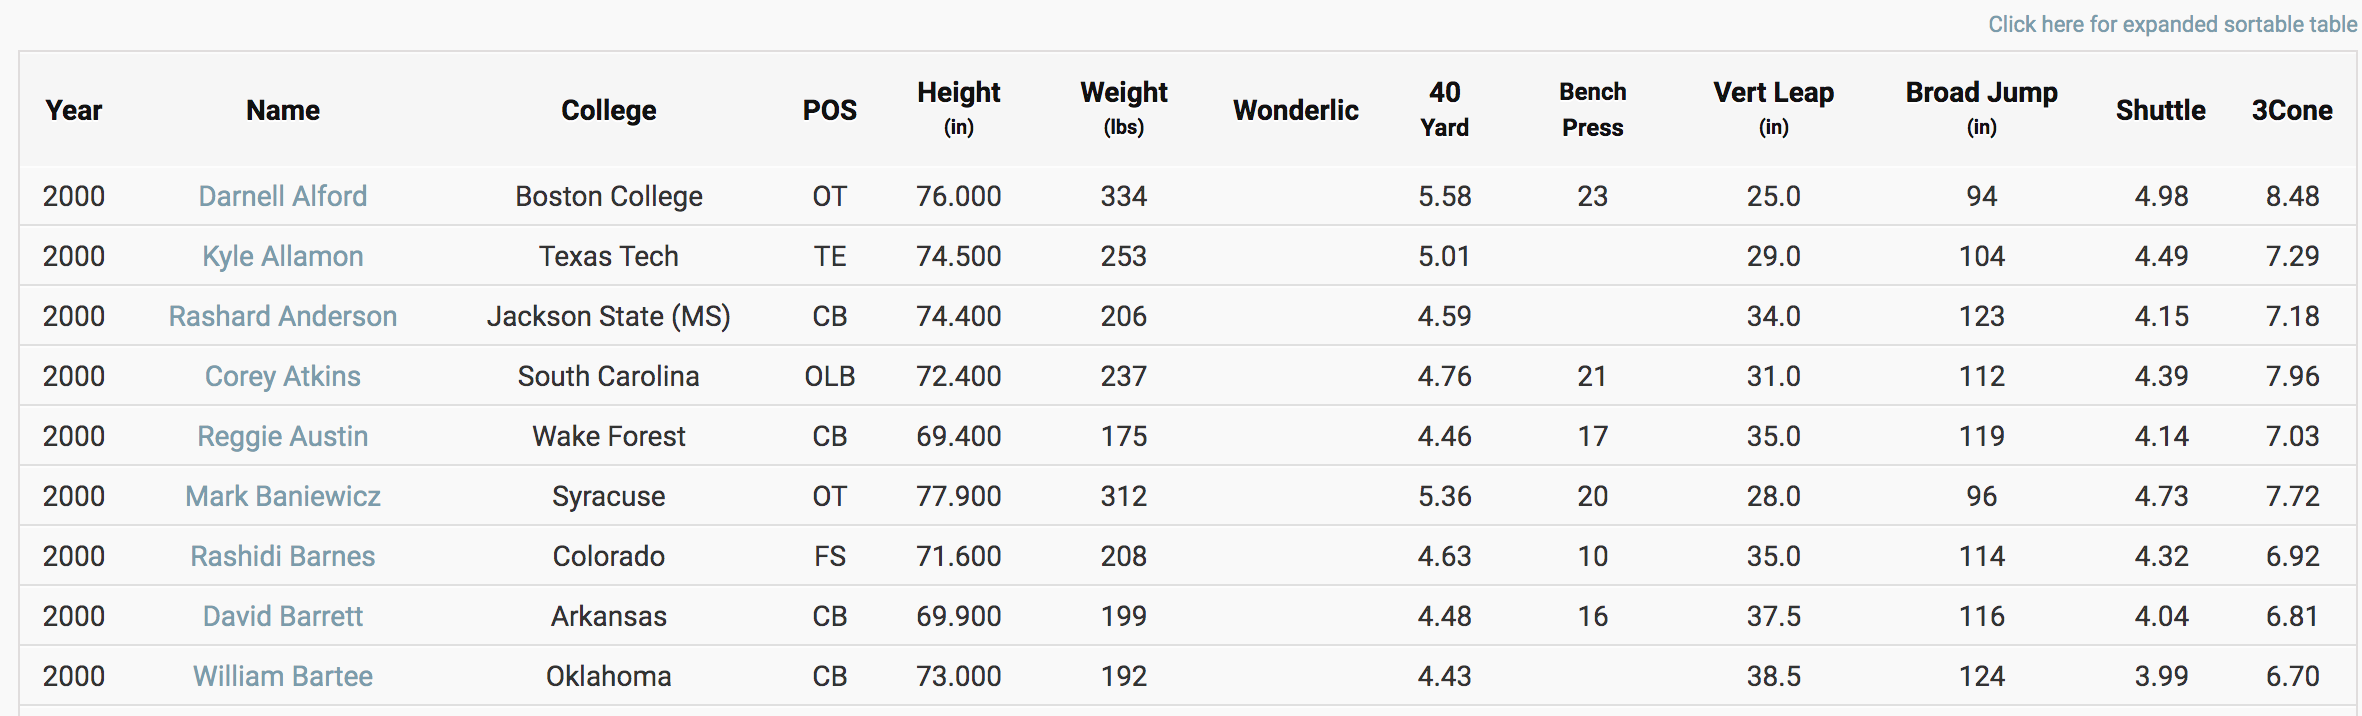 Click here for expanded sortable table
Year Name College POS Height (in) Weight (lbs) Wonderlic 40 Yard Bench Press Vert Leap (in) Broad Jump (in) Shuttle 3Cone
2000 Darnell Alford Boston College OT 76.000 334 5.58 23 25.0 94 4.98 8.48
2000 Kyle Allamon Texas Tech TE 74.500 253 5.01 29.0 104 4.49 7.29
2000 Rashard Anderson Jackson State (MS) CB 74.400 206 4.59 34.0 123 4.15 7.18
2000 Corey Atkins South Carolina OLB 72.400 237 4.76 21 31.0 112 4.39 7.96
2000 Reggie Austin Wake Forest CB 69.400 175 4.46 17 35.0 119 4.14 7.03
2000 Mark Baniewicz Syracuse OT 77.900 312 5.36 20 28.0 96 4.73 7.72
2000 Rashidi Barnes Colorado FS 71.600 208 4.63 10 35.0 114 4.32 6.92
2000 David Barrett Arkansas CB 69.900 199 4.48 16 37.5 116 4.04 6.81
2000 William Bartee Oklahoma CB 73.000 192 4.43 38.5 124 3.99 6.70